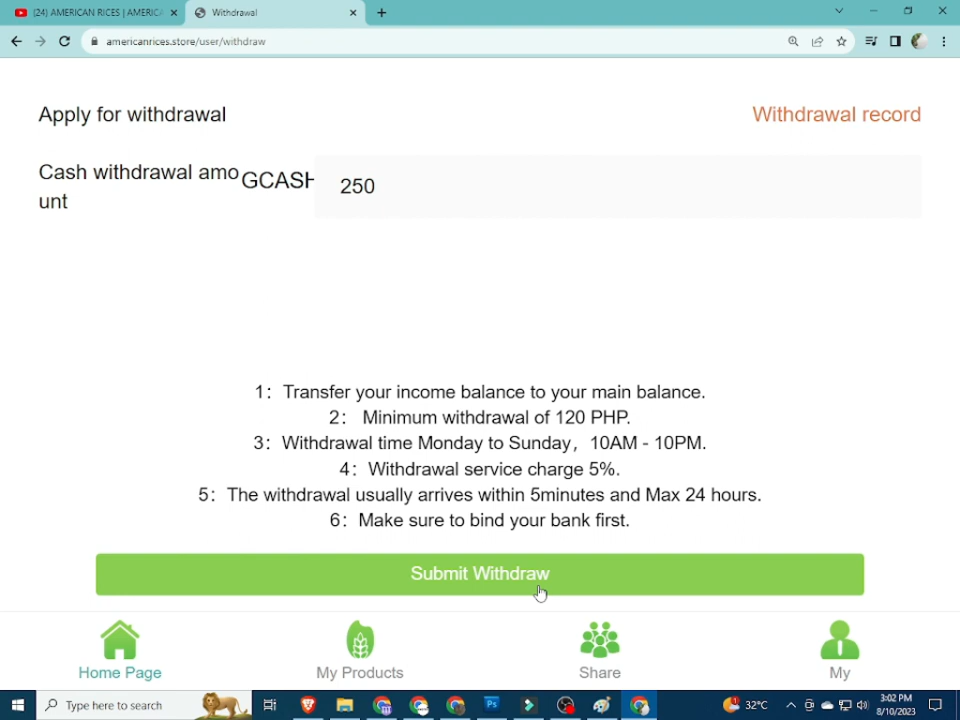 (24) AMERICAN RICES | AMERICA
Withdrawal
americanrices.store/user/withdraw
Apply for withdrawal
Withdrawal record
Cash withdrawal amo
unt
GCASH
250
1： Transfer your income balance to your main balance.
2： Minimum withdrawal of 120 PHP.
3：Withdrawal time Monday to Sunday，10AM - 10PM.
4：Withdrawal service charge 5%.
5：The withdrawal usually arrives within 5minutes and Max 24 hours.
6：Make sure to bind your bank first.
Submit Withdraw
Home Page
My Products
Share
My
Type here to search
Ps
32°C
3:02 PM
8/10/2023